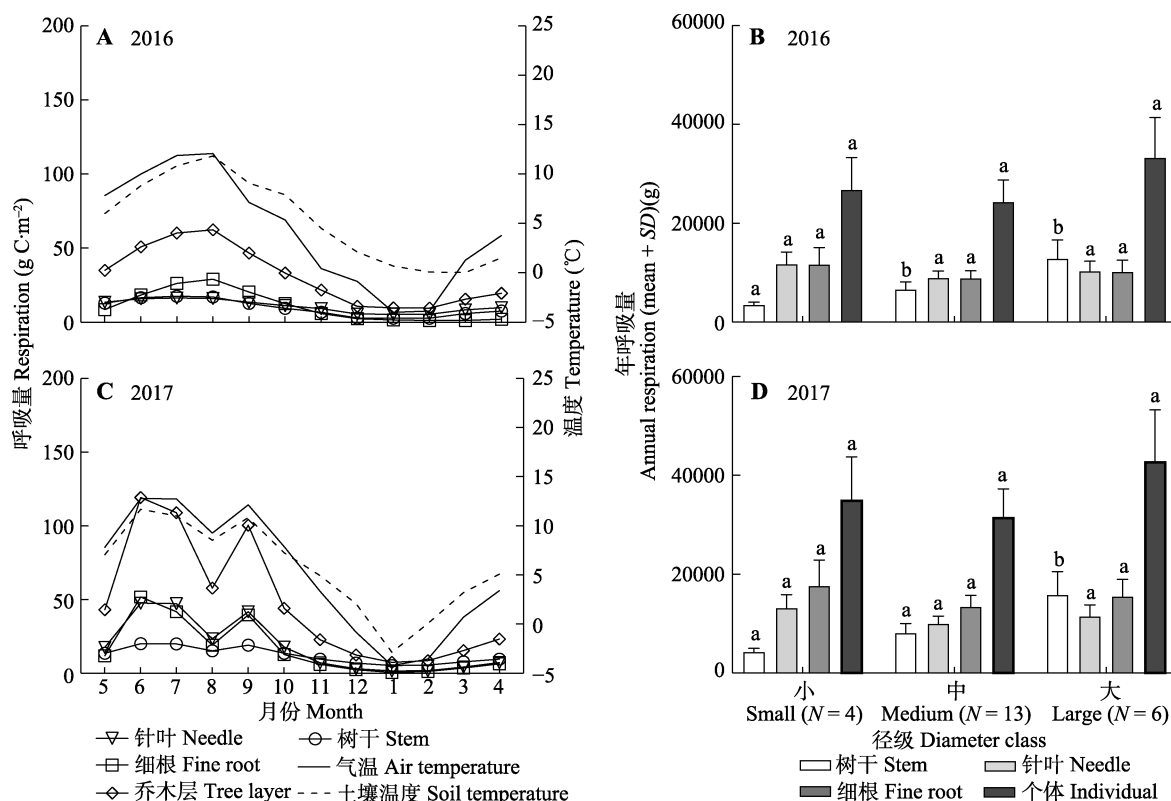 A 2016
200
150
100
50
0
25
20
15
10
5
0
−5
C 2017
200
150
100
50
0
25
20
15
10
5
0
−5
呼吸量 Respiration (g C·m−2)
温度 Temperature (℃)
5 6 7 8 9 10 11 12 1 2 3 4
月份 Month
针叶 Needle
树干 Stem
细根 Fine root
气温 Air temperature
乔木层 Tree layer
土壤温度 Soil temperature
B 2016
60000
40000
20000
0
a a a a
b a a a
b a a a
D 2017
60000
40000
20000
0
a a a a
a a a a
b a a a
年呼吸量
Annual respiration (mean + SD)(g)
小 中 大
Small (N = 4) Medium (N = 13) Large (N = 6)
径级 Diameter class
树干 Stem
针叶 Needle
细根 Fine root
个体 Individual